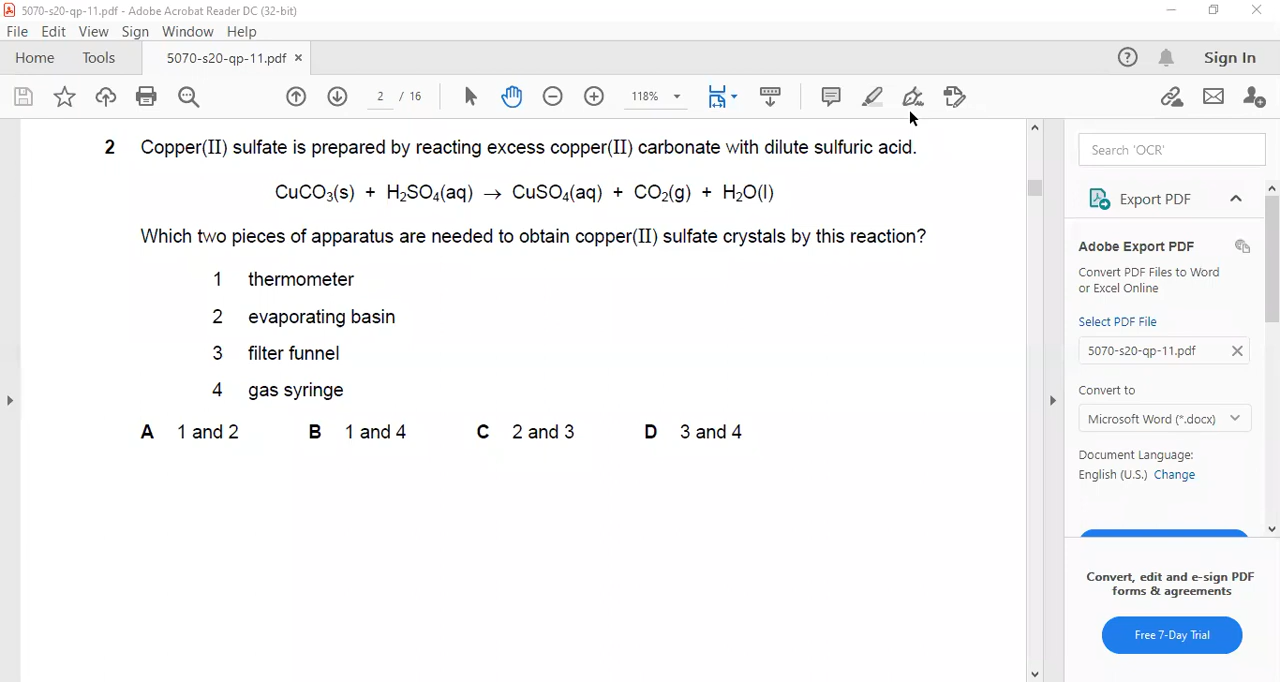 5070-s20-qp-11.pdf - Adobe Acrobat Reader DC (32-bit)
File Edit View Sign Window Help
Home Tools 5070-s20-qp-11.pdf × Sign In
2 / 16 118%
2 Copper(II) sulfate is prepared by reacting excess copper(II) carbonate with dilute sulfuric acid.
CuCO₃(s) + H₂SO₄(aq) → CuSO₄(aq) + CO₂(g) + H₂O(l)
Which two pieces of apparatus are needed to obtain copper(II) sulfate crystals by this reaction?
1 thermometer
2 evaporating basin
3 filter funnel
4 gas syringe
A 1 and 2 B 1 and 4 C 2 and 3 D 3 and 4
Search 'OCR'
Export PDF
Adobe Export PDF
Convert PDF Files to Word
or Excel Online
Select PDF File
5070-s20-qp-11.pdf
Convert to
Microsoft Word (*.docx)
Document Language:
English (U.S.) Change
Convert, edit and e-sign PDF
forms & agreements
Free 7-Day Trial